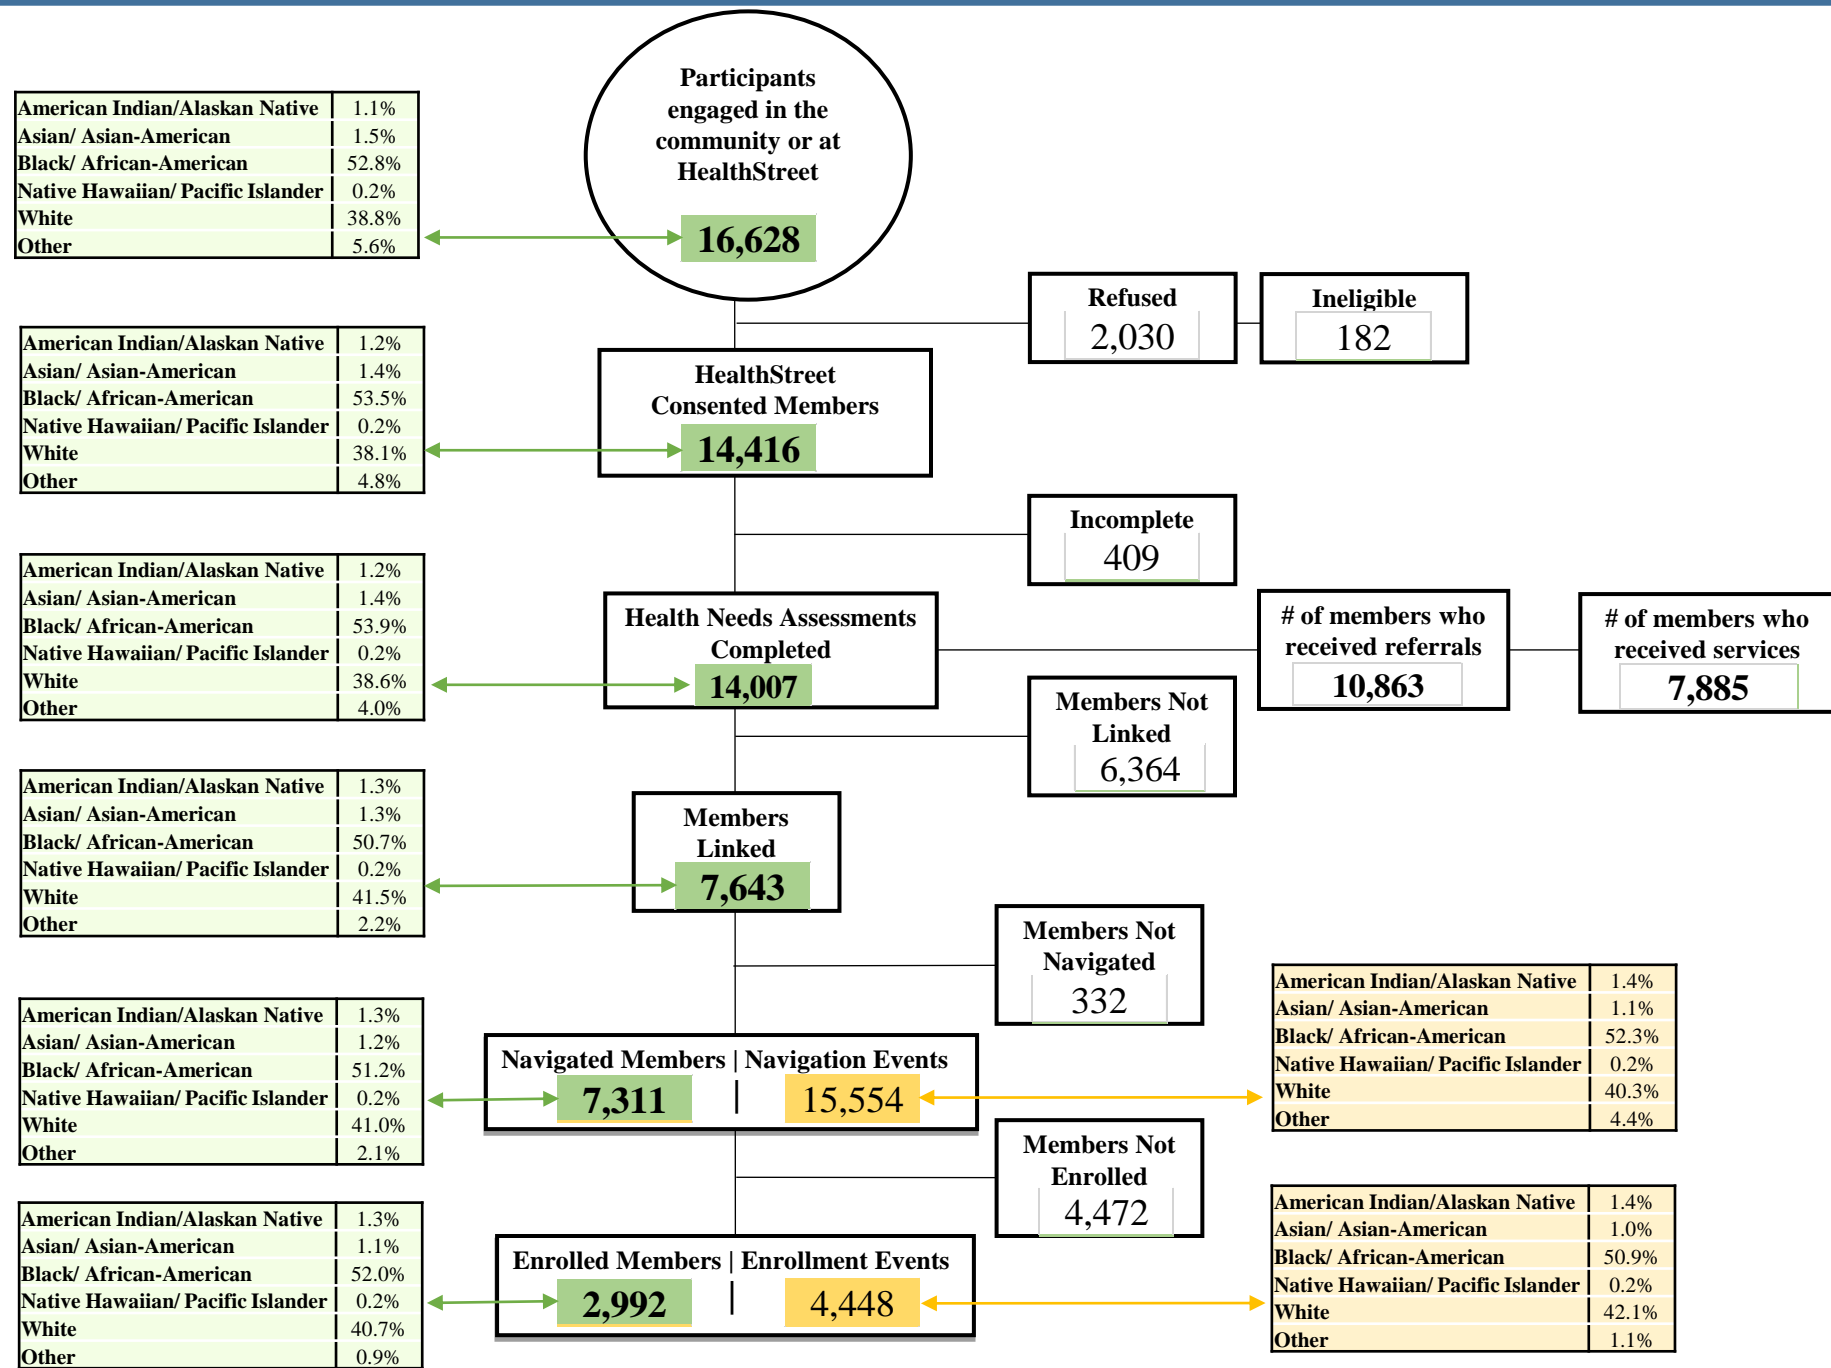 Participants
engaged in the
community or at
HealthStreet
16,628
American Indian/Alaskan Native 1.1%
Asian/ Asian-American 1.5%
Black/ African-American 52.8%
Native Hawaiian/ Pacific Islander 0.2%
White 38.8%
Other 5.6%
Refused
2,030
Ineligible
182
HealthStreet
Consented Members
14,416
American Indian/Alaskan Native 1.2%
Asian/ Asian-American 1.4%
Black/ African-American 53.5%
Native Hawaiian/ Pacific Islander 0.2%
White 38.1%
Other 4.8%
Incomplete
409
Health Needs Assessments
Completed
14,007
American Indian/Alaskan Native 1.2%
Asian/ Asian-American 1.4%
Black/ African-American 53.9%
Native Hawaiian/ Pacific Islander 0.2%
White 38.6%
Other 4.0%
# of members who
received referrals
10,863
# of members who
received services
7,885
Members Not
Linked
6,364
Members
Linked
7,643
American Indian/Alaskan Native 1.3%
Asian/ Asian-American 1.3%
Black/ African-American 50.7%
Native Hawaiian/ Pacific Islander 0.2%
White 41.5%
Other 2.2%
Members Not
Navigated
332
Navigated Members | Navigation Events
7,311 | 15,554
American Indian/Alaskan Native 1.3%
Asian/ Asian-American 1.2%
Black/ African-American 51.2%
Native Hawaiian/ Pacific Islander 0.2%
White 41.0%
Other 2.1%
American Indian/Alaskan Native 1.4%
Asian/ Asian-American 1.1%
Black/ African-American 52.3%
Native Hawaiian/ Pacific Islander 0.2%
White 40.3%
Other 4.4%
Members Not
Enrolled
4,472
Enrolled Members | Enrollment Events
2,992 | 4,448
American Indian/Alaskan Native 1.3%
Asian/ Asian-American 1.1%
Black/ African-American 52.0%
Native Hawaiian/ Pacific Islander 0.2%
White 40.7%
Other 0.9%
American Indian/Alaskan Native 1.4%
Asian/ Asian-American 1.0%
Black/ African-American 50.9%
Native Hawaiian/ Pacific Islander 0.2%
White 42.1%
Other 1.1%